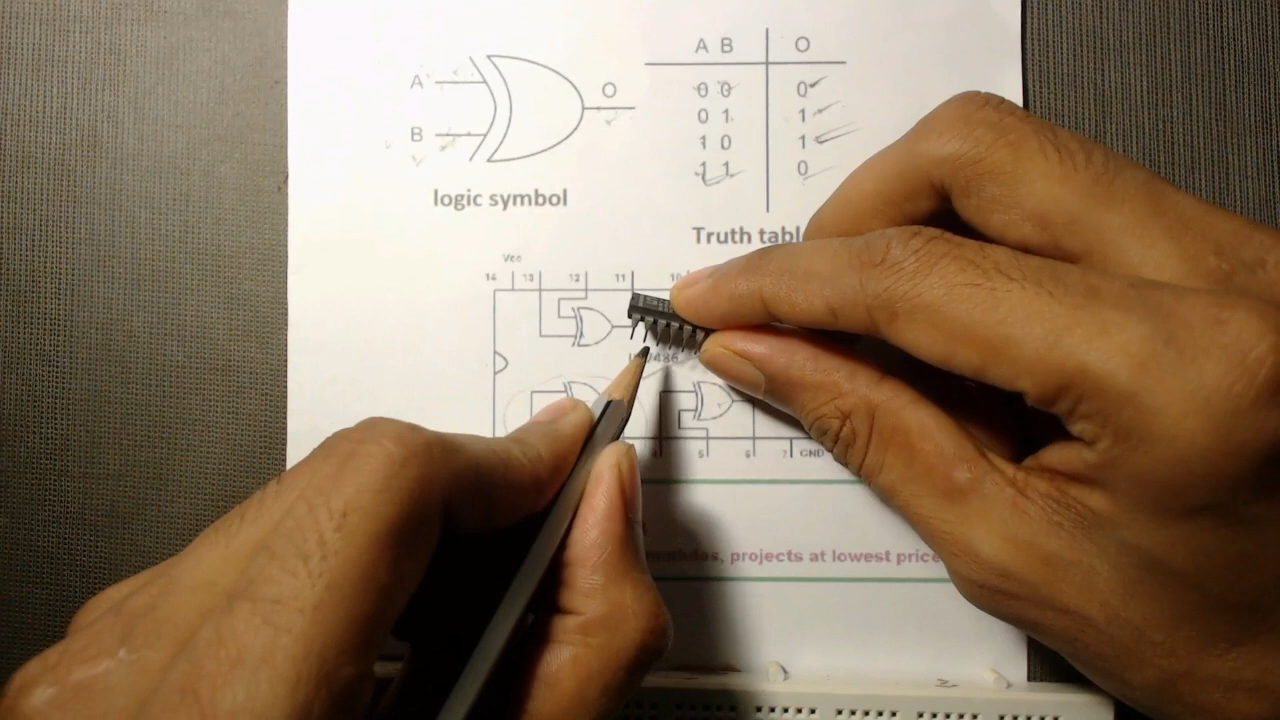 A B O
A
O
0 0 0
0 1 1
B
1 0 1
1 1 0
logic symbol
Truth tabl
Vcc
14 13 12 11 10
7486
4 5 6 7 GND
projects at lowest price